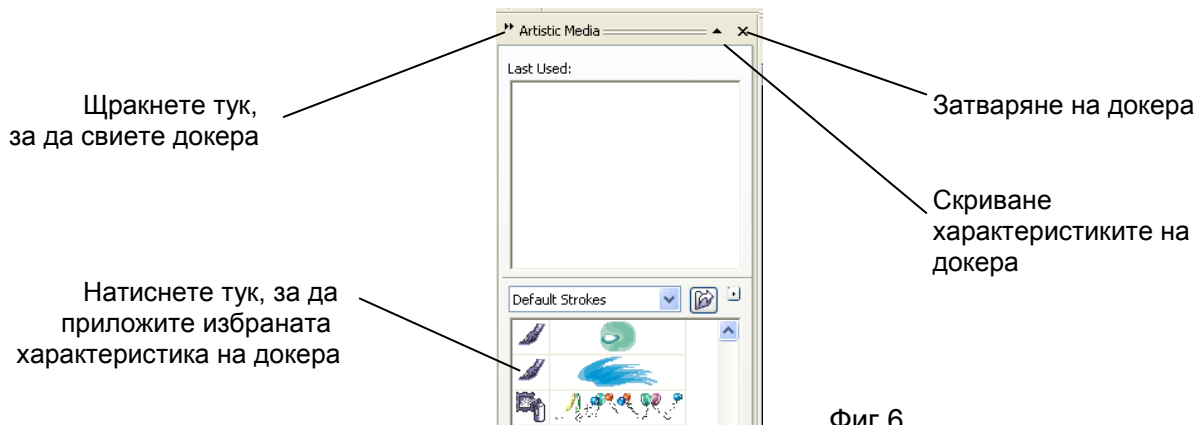 Artistic Media
Last Used:
Щракнете тук,
за да свиете докера
Затваряне на докера
Скриване
характеристиките на
докера
Натиснете тук, за да
приложите избраната
характеристика на докера
Default Strokes
Фиг 6